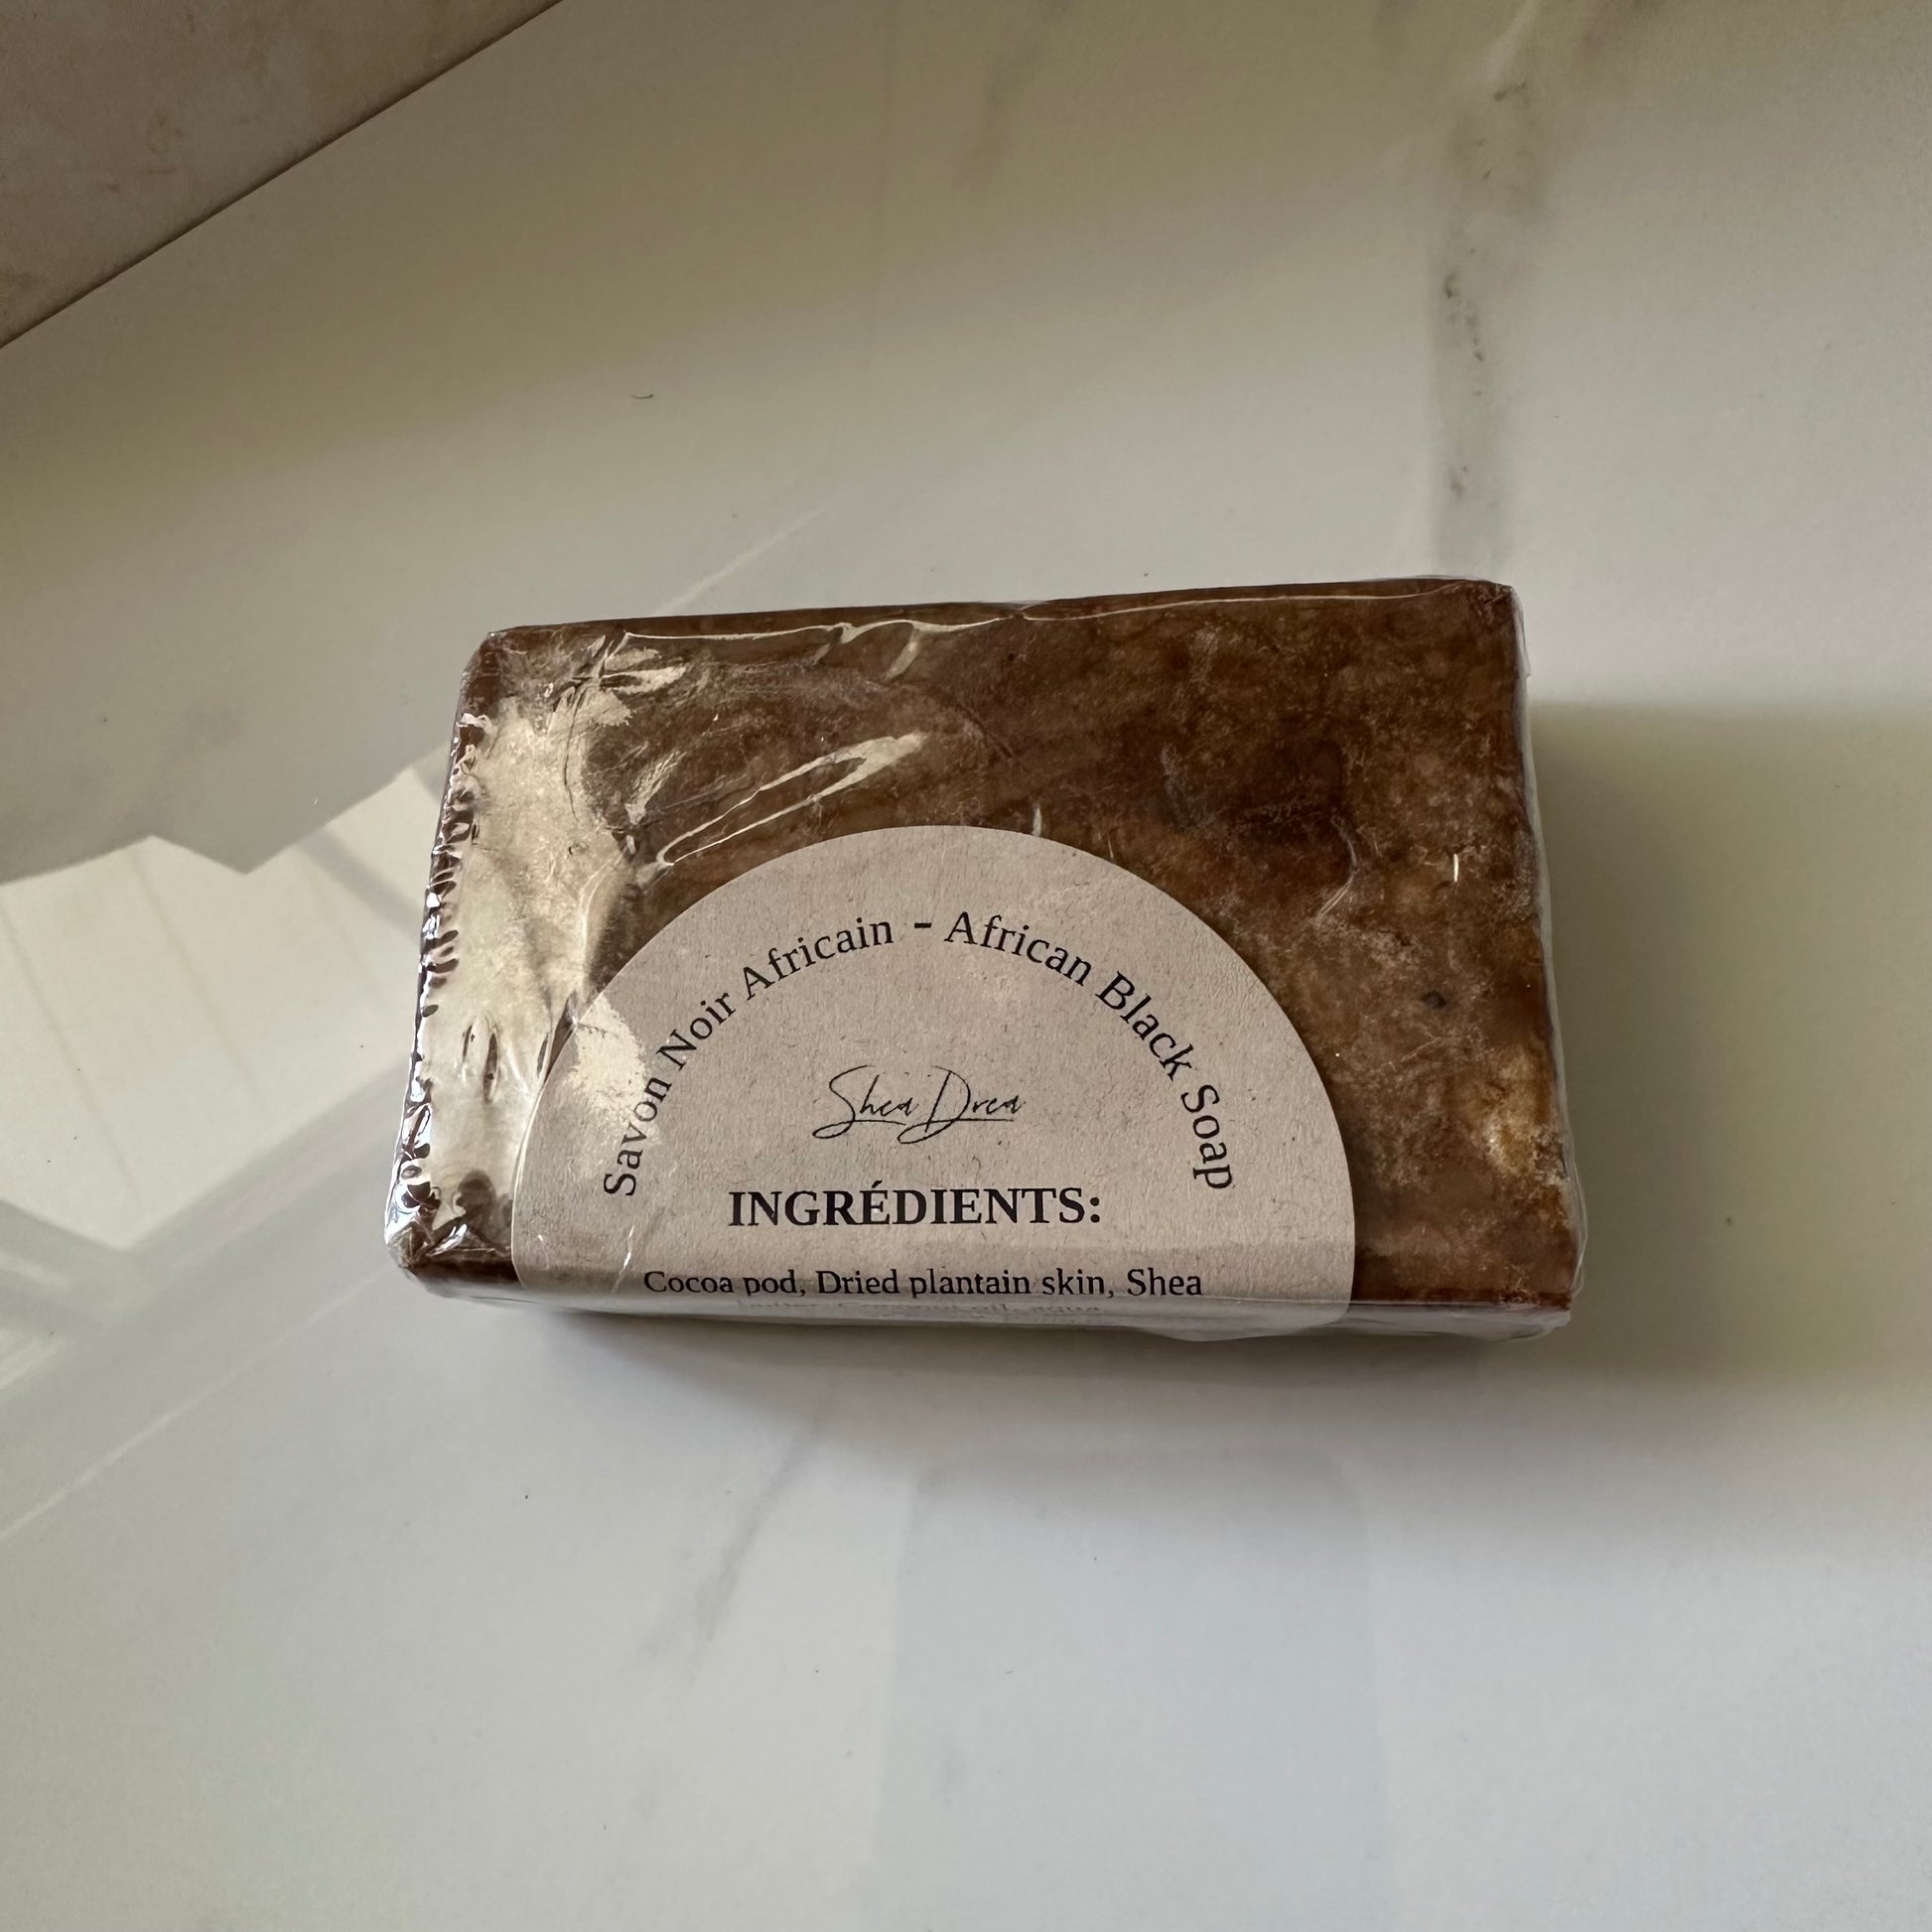 Savon Noir Africain - African Black Soap
Shea Drea
INGRÉDIENTS:
Cocoa pod, Dried plantain skin, Shea